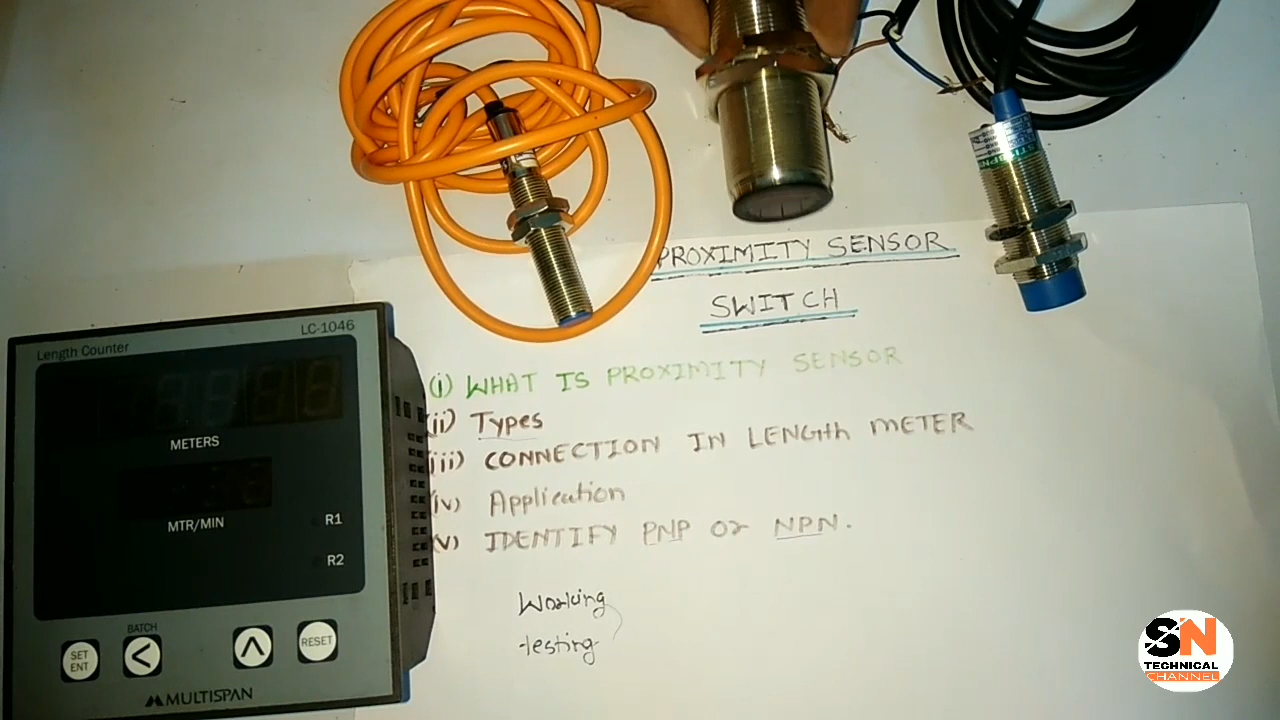 PROXIMITY SENSOR
SWITCH
(i) WHAT IS PROXIMITY SENSOR
(ii) Types
(iii) CONNECTION IN LENGTH METER
(iv) Application
(v) IDENTIFY PNP or NPN.
Working
testing
Length Counter
LC-1046
METERS
MTR/MIN
R1
R2
SET
ENT
BATCH
RESET
MULTISPAN
SN
TECHNICAL
CHANNEL